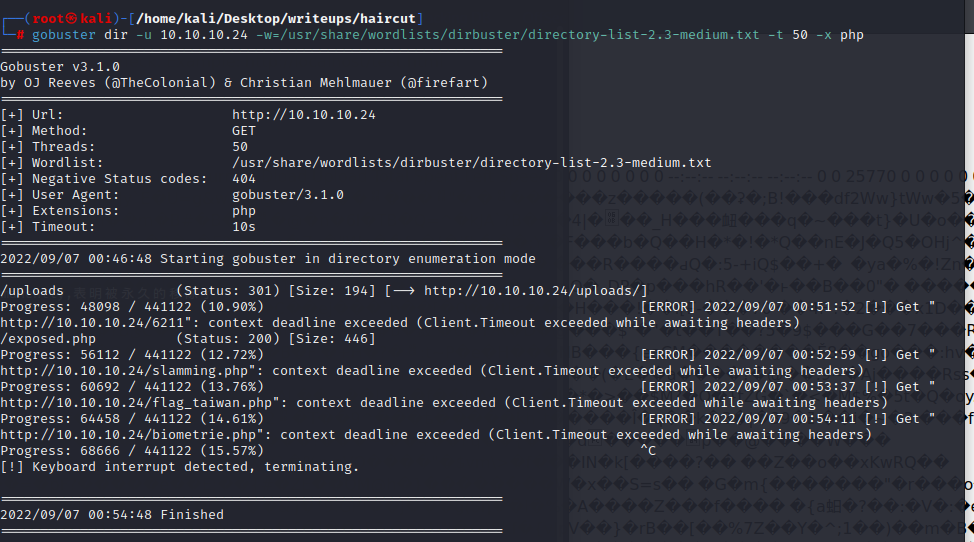 ┌──(root㉿kali)-[/home/kali/Desktop/writeups/haircut]
└─# gobuster dir -u 10.10.10.24 -w=/usr/share/wordlists/dirbuster/directory-list-2.3-medium.txt -t 50 -x php
===============================================================
Gobuster v3.1.0
by OJ Reeves (@TheColonial) & Christian Mehlmauer (@firefart)
===============================================================
[+] Url: http://10.10.10.24
[+] Method: GET
[+] Threads: 50
[+] Wordlist: /usr/share/wordlists/dirbuster/directory-list-2.3-medium.txt
[+] Negative Status codes: 404
[+] User Agent: gobuster/3.1.0
[+] Extensions: php
[+] Timeout: 10s
===============================================================
2022/09/07 00:46:48 Starting gobuster in directory enumeration mode
===============================================================
/uploads (Status: 301) [Size: 194] [--> http://10.10.10.24/uploads/]
Progress: 48098 / 441122 (10.90%) [ERROR] 2022/09/07 00:51:52 [!] Get "
http://10.10.10.24/6211": context deadline exceeded (Client.Timeout exceeded while awaiting headers)
/exposed.php (Status: 200) [Size: 446]
Progress: 56112 / 441122 (12.72%) [ERROR] 2022/09/07 00:52:59 [!] Get "
http://10.10.10.24/slamming.php": context deadline exceeded (Client.Timeout exceeded while awaiting headers)
Progress: 60692 / 441122 (13.76%) [ERROR] 2022/09/07 00:53:37 [!] Get "
http://10.10.10.24/flag_taiwan.php": context deadline exceeded (Client.Timeout exceeded while awaiting headers)
Progress: 64458 / 441122 (14.61%) [ERROR] 2022/09/07 00:54:11 [!] Get "
http://10.10.10.24/biometrie.php": context deadline exceeded (Client.Timeout exceeded while awaiting headers)
Progress: 68666 / 441122 (15.57%) ^C
[!] Keyboard interrupt detected, terminating.
===============================================================
2022/09/07 00:54:48 Finished
===============================================================